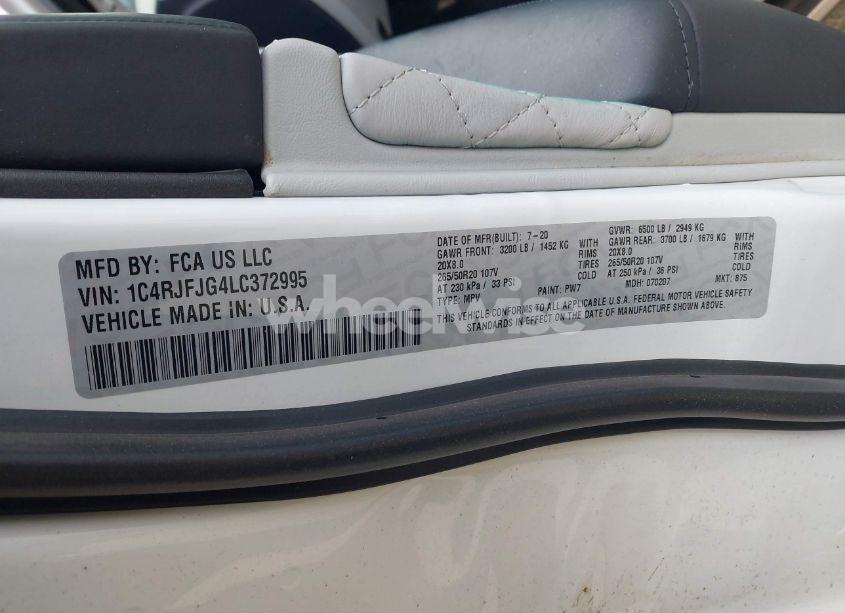 MFD BY: FCA US LLC
VIN: 1C4RJFJG4LC372995
VEHICLE MADE IN: U.S.A.
DATE OF MFR(BUILT): 7-20 GVWR: 6500 LB / 2949 KG
GAWR FRONT: 3200 LB / 1452 KG WITH GAWR REAR: 3700 LB / 1679 KG WITH
20X8.0 RIMS 20X8.0 RIMS
265/50R20 107V TIRES 265/50R20 107V TIRES
AT 230 kPa / 33 PSI COLD AT 250 kPa / 36 PSI COLD
TYPE: MPV PAINT: PW7 MDH: 070207 MKT: 875
THIS VEHICLE CONFORMS TO ALL APPLICABLE U.S.A. FEDERAL MOTOR VEHICLE SAFETY
STANDARDS IN EFFECT ON THE DATE OF MANUFACTURE SHOWN ABOVE.